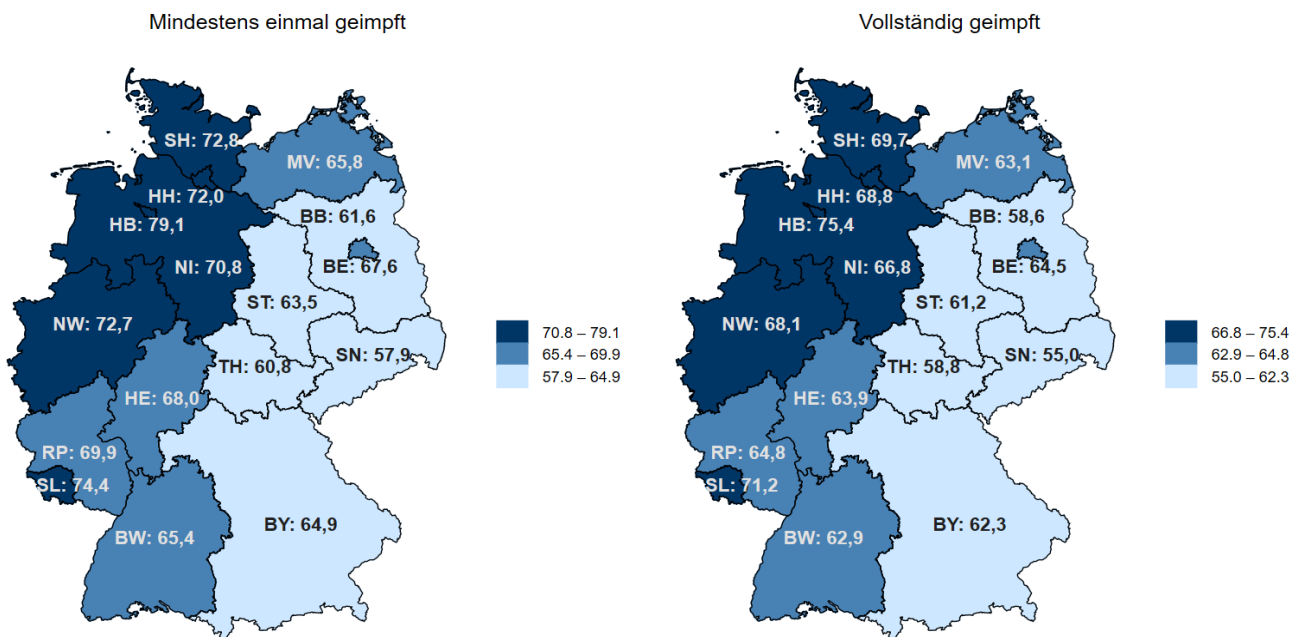 Mindestens einmal geimpft
SH: 72,8
MV: 65,8
HH: 72,0
BB: 61,6
HB: 79,1
NI: 70,8
BE: 67,6
ST: 63,5
NW: 72,7
SN: 57,9
TH: 60,8
HE: 68,0
RP: 69,9
SL: 74,4
BW: 65,4
BY: 64,9
70.8 – 79.1
65.4 – 69.9
57.9 – 64.9
Vollständig geimpft
SH: 69,7
MV: 63,1
HH: 68,8
BB: 58,6
HB: 75,4
NI: 66,8
BE: 64,5
ST: 61,2
NW: 68,1
SN: 55,0
TH: 58,8
HE: 63,9
RP: 64,8
SL: 71,2
BW: 62,9
BY: 62,3
66.8 – 75.4
62.9 – 64.8
55.0 – 62.3